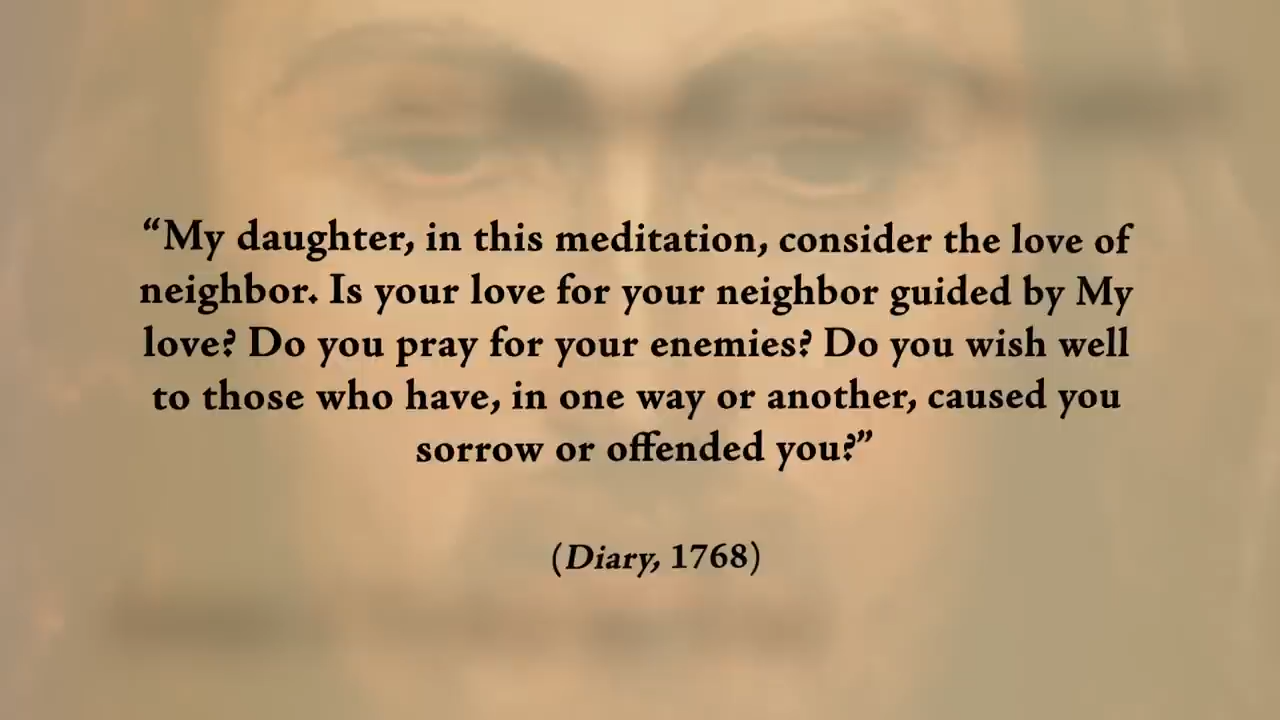 “My daughter, in this meditation, consider the love of
neighbor. Is your love for your neighbor guided by My
love? Do you pray for your enemies? Do you wish well
to those who have, in one way or another, caused you
sorrow or offended you?”
(Diary, 1768)